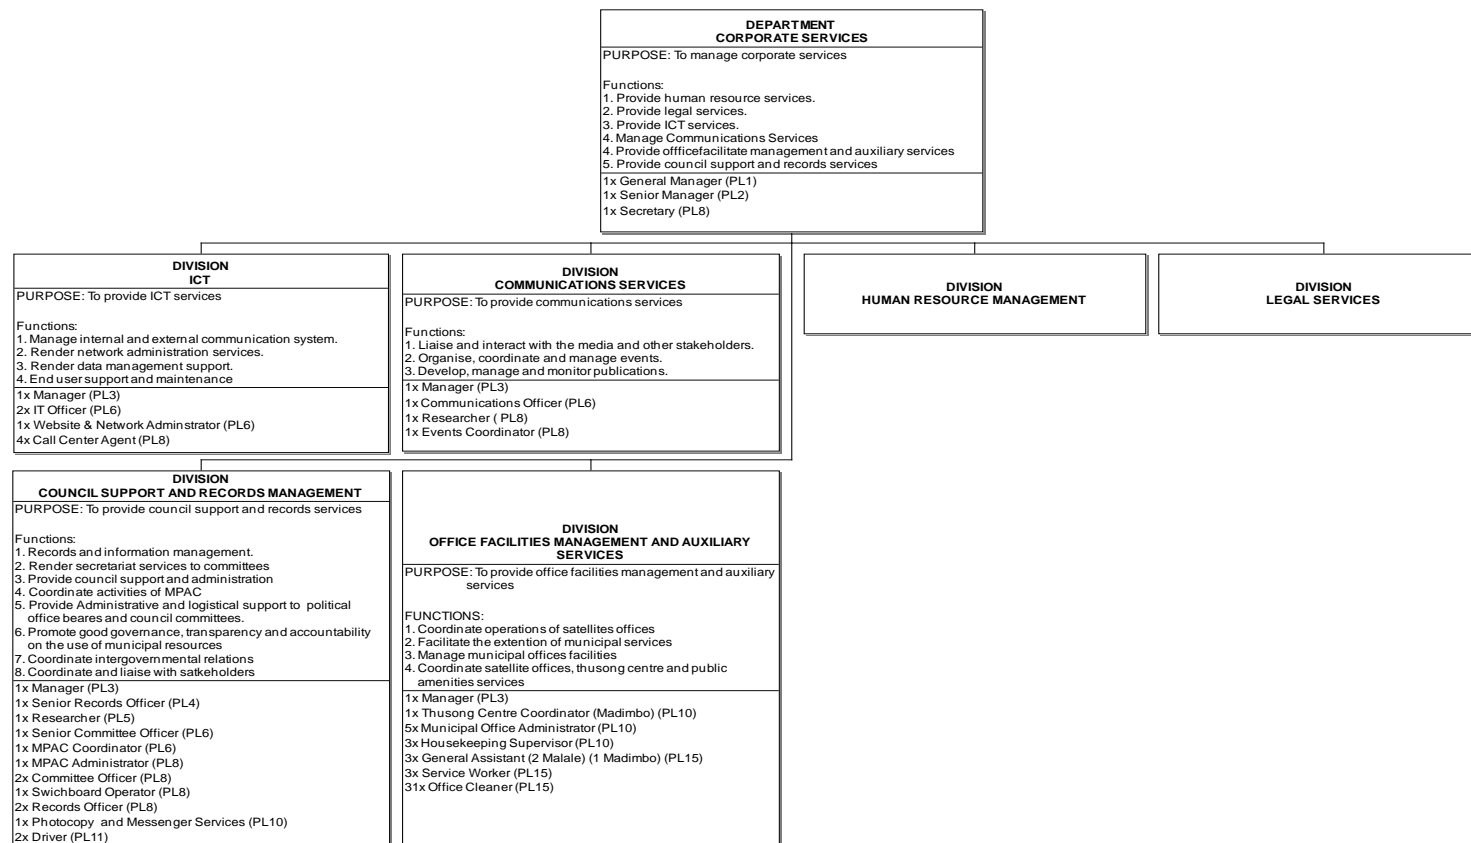 DEPARTMENT
CORPORATE SERVICES
PURPOSE: To manage corporate services
Functions:
1. Provide human resource services.
2. Provide legal services.
3. Provide ICT services.
4. Manage Communications Services
4. Provide offficefacilitate management and auxiliary services
5. Provide council support and records services
1x General Manager (PL1)
1x Senior Manager (PL2)
1x Secretary (PL8)
DIVISION
ICT
PURPOSE: To provide ICT services
Functions:
1. Manage internal and external communication system.
2. Render network administration services.
3. Render data management support.
4. End user support and maintenance
1x Manager (PL3)
2x IT Officer (PL6)
1x Website & Network Adminstrator (PL6)
4x Call Center Agent (PL8)
DIVISION
COMMUNICATIONS SERVICES
PURPOSE: To provide communications services
Functions:
1. Liaise and interact with the media and other stakeholders.
2. Organise, coordinate and manage events.
3. Develop, manage and monitor publications.
1x Manager (PL3)
1x Communications Officer (PL6)
1x Researcher ( PL8)
1x Events Coordinator (PL8)
DIVISION
HUMAN RESOURCE MANAGEMENT
DIVISION
LEGAL SERVICES
DIVISION
COUNCIL SUPPORT AND RECORDS MANAGEMENT
PURPOSE: To provide council support and records services
Functions:
1. Records and information management.
2. Render secretariat services to committees
3. Provide council support and administration
4. Coordinate activities of MPAC
5. Provide Administrative and logistical support to political
office beares and council committees.
6. Promote good governance, transparency and accountability
on the use of municipal resources
7. Coordinate intergovernmental relations
8. Coordinate and liaise with satkeholders
1x Manager (PL3)
1x Senior Records Officer (PL4)
1x Researcher (PL5)
1x Senior Committee Officer (PL6)
1x MPAC Coordinator (PL6)
1x MPAC Administrator (PL8)
2x Committee Officer (PL8)
1x Swichboard Operator (PL8)
2x Records Officer (PL8)
1x Photocopy and Messenger Services (PL10)
2x Driver (PL11)
DIVISION
OFFICE FACILITIES MANAGEMENT AND AUXILIARY
SERVICES
PURPOSE: To provide office facilities management and auxiliary
services
FUNCTIONS:
1. Coordinate operations of satellites offices
2. Facilitate the extention of municipal services
3. Manage municipal offices facilities
4. Coordinate satellite offices, thusong centre and public
amenities services
1x Manager (PL3)
1x Thusong Centre Coordinator (Madimbo) (PL10)
5x Municipal Office Administrator (PL10)
3x Housekeeping Supervisor (PL10)
3x General Assistant (2 Malale) (1 Madimbo) (PL15)
3x Service Worker (PL15)
31x Office Cleaner (PL15)